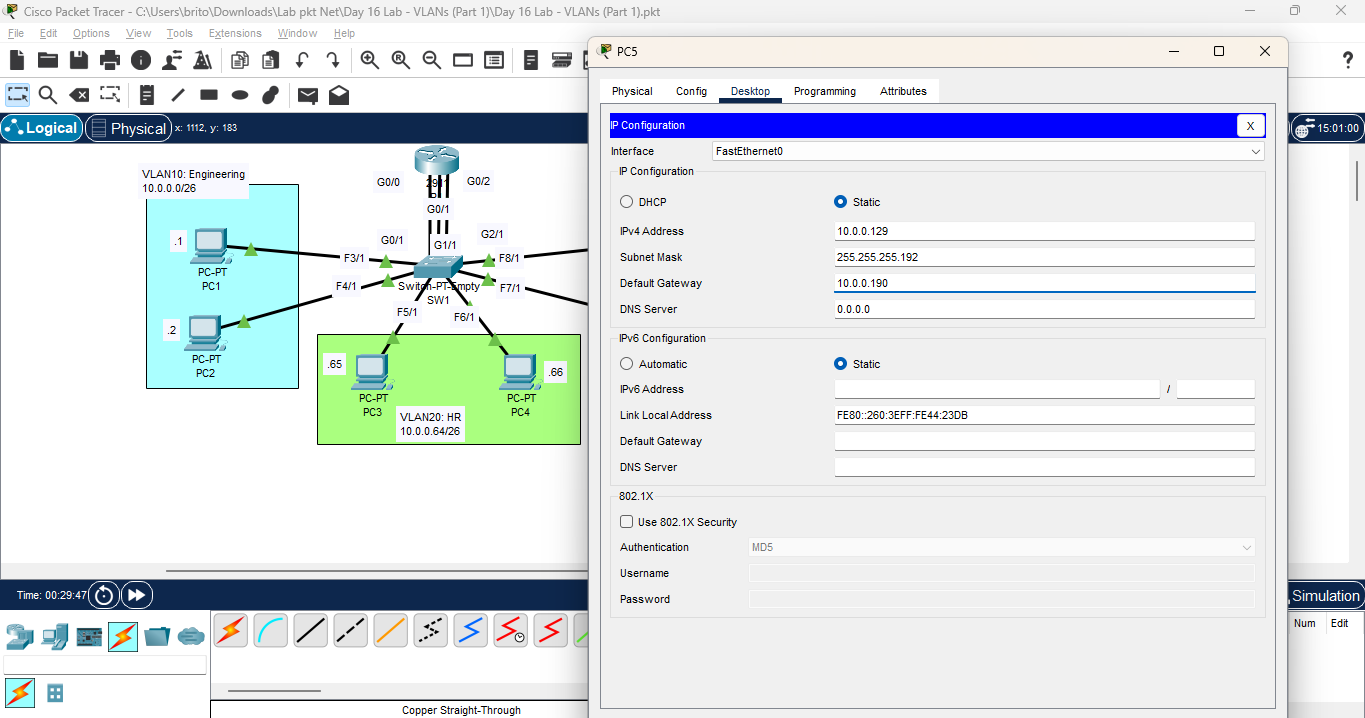 Cisco Packet Tracer - C:\Users\brito\Downloads\Lab pkt Net\Day 16 Lab - VLANs (Part 1)\Day 16 Lab - VLANs (Part 1).pkt
File Edit Options View Tools Extensions Window Help
Logical Physical x: 1112, y: 183
15:01:00
VLAN10: Engineering
10.0.0.0/26
G0/0
G0/2
G0/1
G0/1
G2/1
G1/1
.1
F3/1
F8/1
PC-PT
PC1
F4/1
Switch-PT-Empty
SW1
F7/1
F5/1
F6/1
.2
PC-PT
PC2
.65
.66
PC-PT
PC3
PC-PT
PC4
VLAN20: HR
10.0.0.64/26
Time: 00:29:47
Simulation
Num Edit
Copper Straight-Through
PC5
Physical Config Desktop Programming Attributes
IP Configuration
X
Interface FastEthernet0
IP Configuration
DHCP Static
IPv4 Address 10.0.0.129
Subnet Mask 255.255.255.192
Default Gateway 10.0.0.190
DNS Server 0.0.0.0
IPv6 Configuration
Automatic Static
IPv6 Address /
Link Local Address FE80::260:3EFF:FE44:23DB
Default Gateway
DNS Server
802.1X
Use 802.1X Security
Authentication MD5
Username
Password